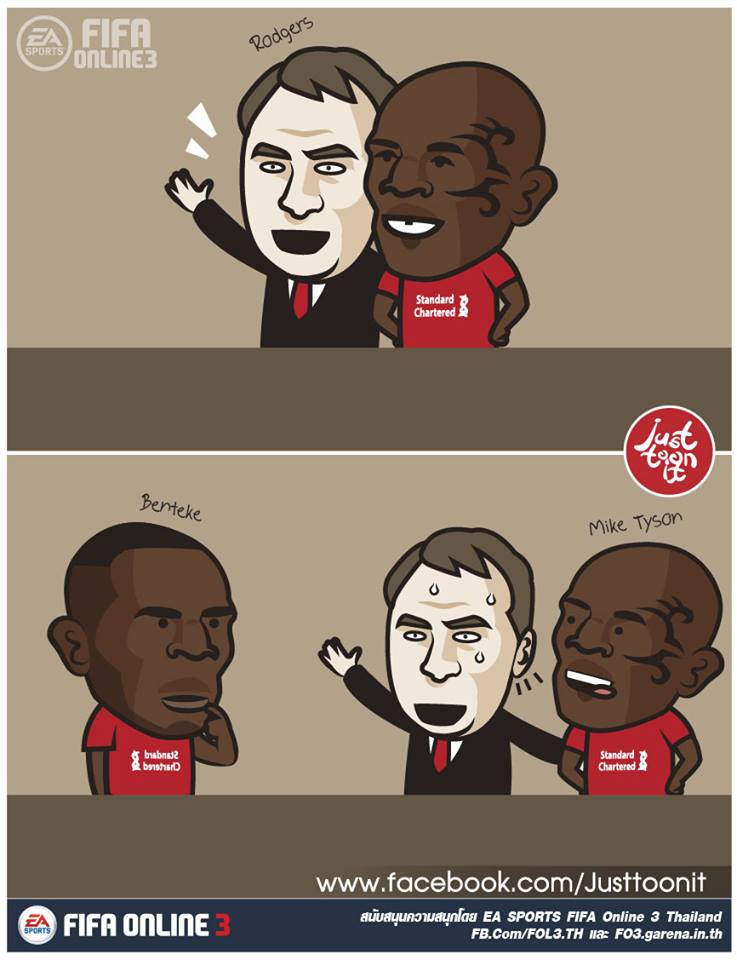 EA
SPORTS
FIFA
ONLINE3
Rodgers
Standard
Chartered
just
toon
it
Benteke
Mike Tyson
Standard
Chartered
Standard
Chartered
www.facebook.com/Justtoonit
EA
SPORTS
FIFA ONLINE 3
สนับสนุนความสนุกโดย EA SPORTS FIFA Online 3 Thailand
FB.Com/FOL3.TH และ FO3.garena.in.th